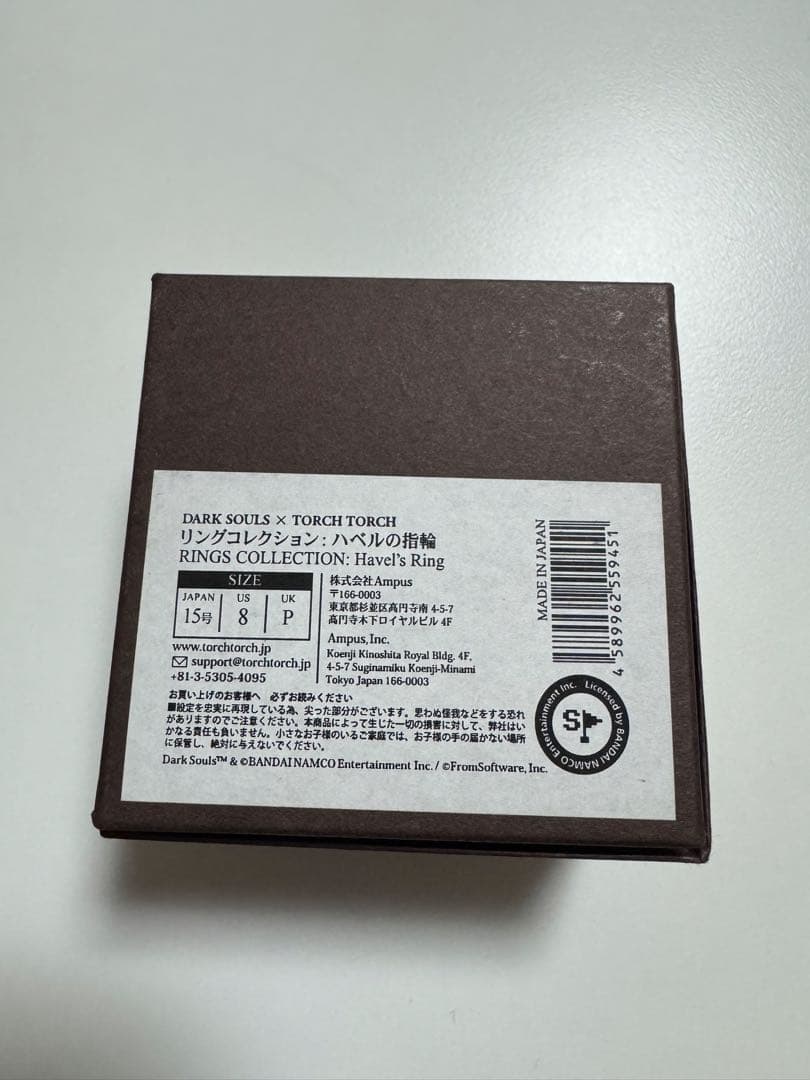 DARK SOULS × TORCH TORCH
リングコレクション : ハベルの指輪
RINGS COLLECTION: Havel's Ring
SIZE
JAPAN US UK
15号 8 P
www.torchtorch.jp
support@torchtorch.jp
+81-3-5305-4095
株式会社Ampus
〒166-0003
東京都杉並区高円寺南 4-5-7
高円寺木下ロイヤルビル 4F
Ampus,Inc.
Koenji Kinoshita Royal Bldg. 4F,
4-5-7 Suginamiku Koenji-Minami
Tokyo Japan 166-0003
お買い上げのお客様へ 必ずお読みください
■設定を忠実に再現している為、尖った部分がございます。思わぬ怪我などをする恐れ
がありますのでご注意ください。本商品によって生じた一切の損害に対して、弊社はい
かなる責任も負いません。小さなお子様のいるご家庭では、お子様の手の届かない場所
に保管し、絶対に与えないでください。
Dark Souls™ & ©BANDAI NAMCO Entertainment Inc. / ©FromSoftware, Inc.
MADE IN JAPAN
4589962559451
Licensed by BANDAI NAMCO Entertainment Inc.